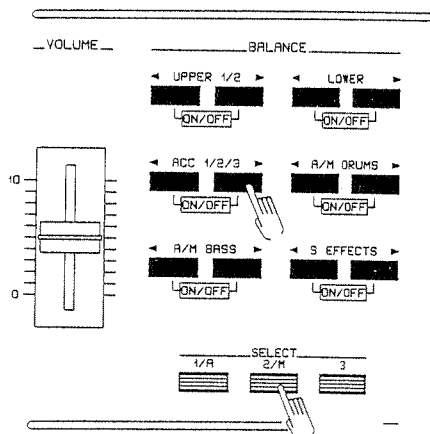 VOLUME
BALANCE
◄ UPPER 1/2 ►
◄ LOWER ►
ON/OFF
ON/OFF
◄ ACC 1/2/3 ►
◄ A/M DRUMS ►
ON/OFF
ON/OFF
◄ A/M BASS ►
◄ S EFFECTS ►
ON/OFF
ON/OFF
10
0
SELECT
1/A
2/M
3